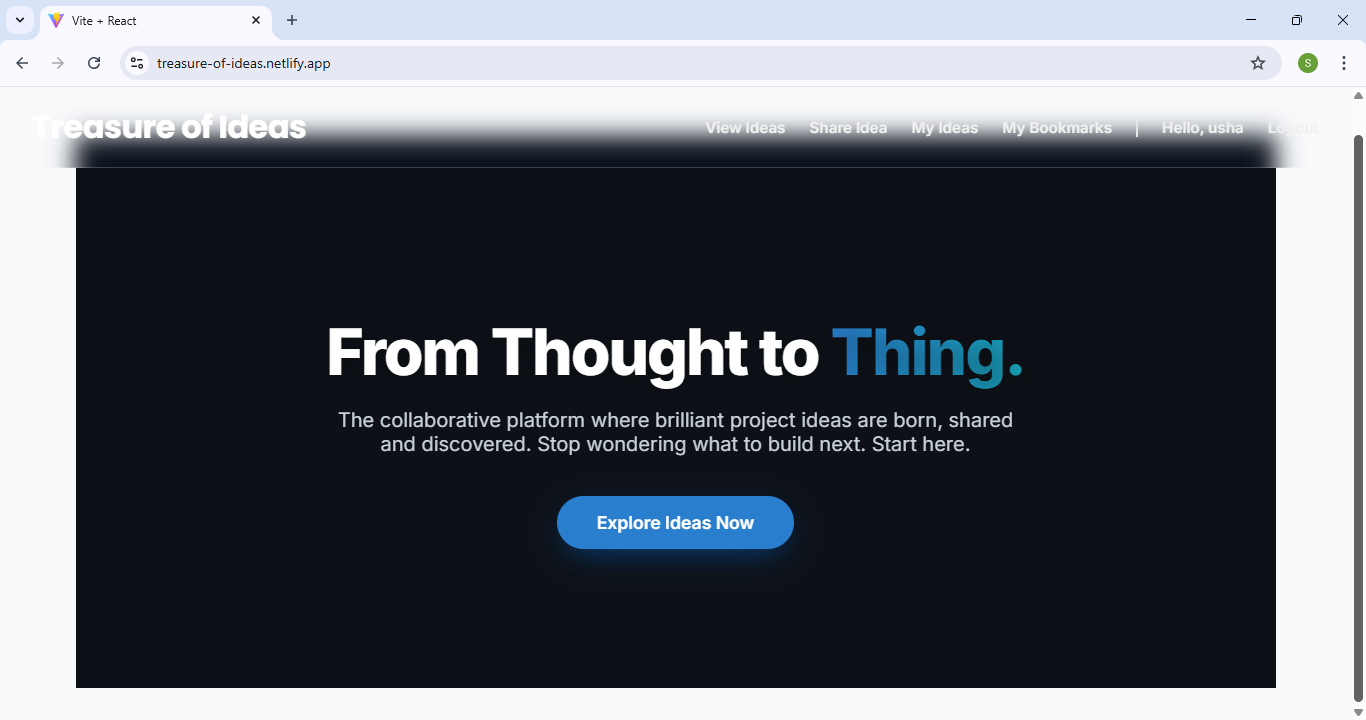 Vite + React
treasure-of-ideas.netlify.app
S
Treasure of Ideas
View Ideas Share Idea My Ideas My Bookmarks | Hello, usha Logout
From Thought to Thing.
The collaborative platform where brilliant project ideas are born, shared
and discovered. Stop wondering what to build next. Start here.
Explore Ideas Now